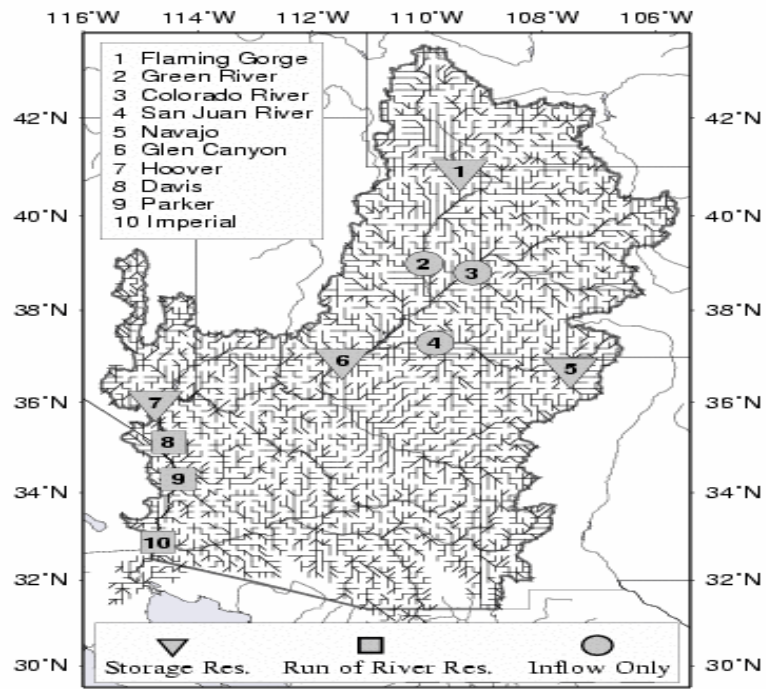 116˚W 114˚W 112˚W 110˚W 108˚W 106˚W
1 Flaming Gorge
2 Green River
3 Colorado River
4 San Juan River
5 Navajo
6 Glen Canyon
7 Hoover
8 Davis
9 Parker
10 Imperial
42˚N 42˚N
40˚N 40˚N
38˚N 38˚N
36˚N 36˚N
34˚N 34˚N
32˚N 32˚N
30˚N 30˚N
1
2
3
4
6
5
7
8
9
10
Storage Res. Run of River Res. Inflow Only